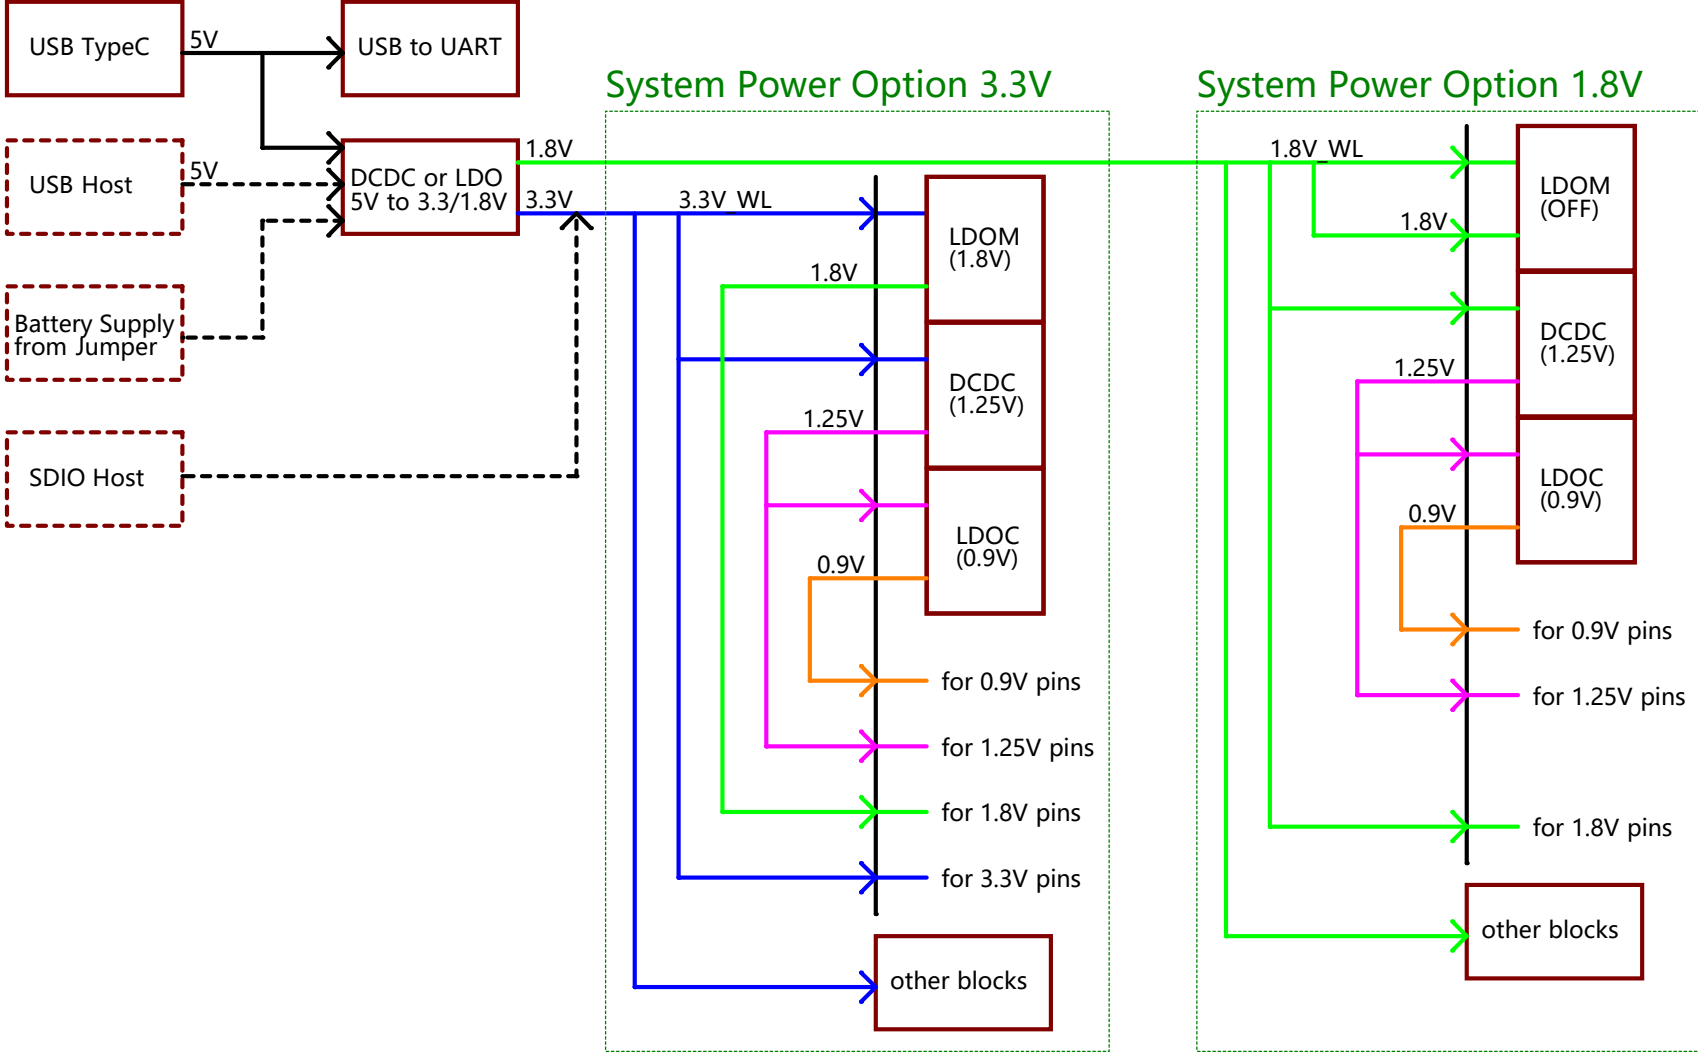 USB TypeC
5V
USB to UART
USB Host
5V
DCDC or LDO
5V to 3.3/1.8V
1.8V
3.3V
Battery Supply
from Jumper
SDIO Host
System Power Option 3.3V
3.3V_WL
LDOM
(1.8V)
1.8V
DCDC
(1.25V)
1.25V
LDOC
(0.9V)
0.9V
for 0.9V pins
for 1.25V pins
for 1.8V pins
for 3.3V pins
other blocks
System Power Option 1.8V
1.8V_WL
LDOM
(OFF)
1.8V
DCDC
(1.25V)
1.25V
LDOC
(0.9V)
0.9V
for 0.9V pins
for 1.25V pins
for 1.8V pins
other blocks